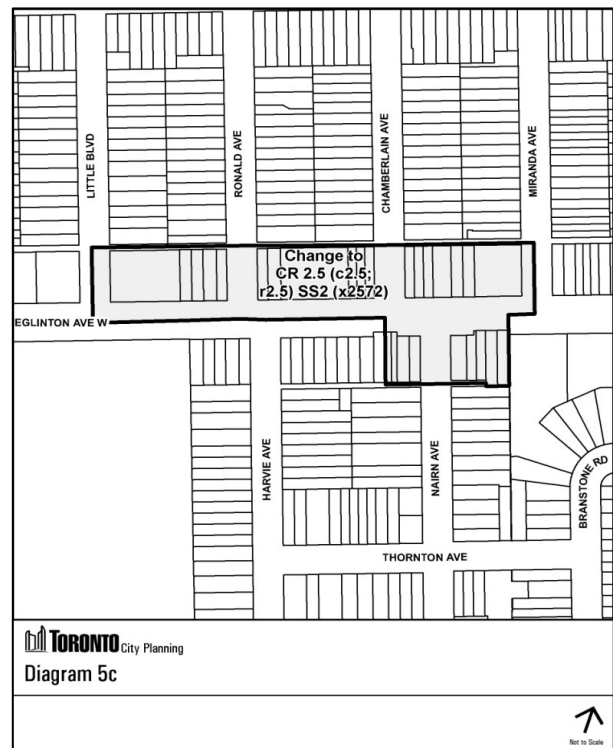 LITTLE BLVD
RONALD AVE
CHAMBERLAIN AVE
MIRANDA AVE
Change to
CR 2.5 (c2.5;
r2.5) SS2 (x2572)
EGLINTON AVE W
HARVIE AVE
NAIRN AVE
BRANSTONE RD
THORNTON AVE
TORONTO City Planning
Diagram 5c
Not to Scale